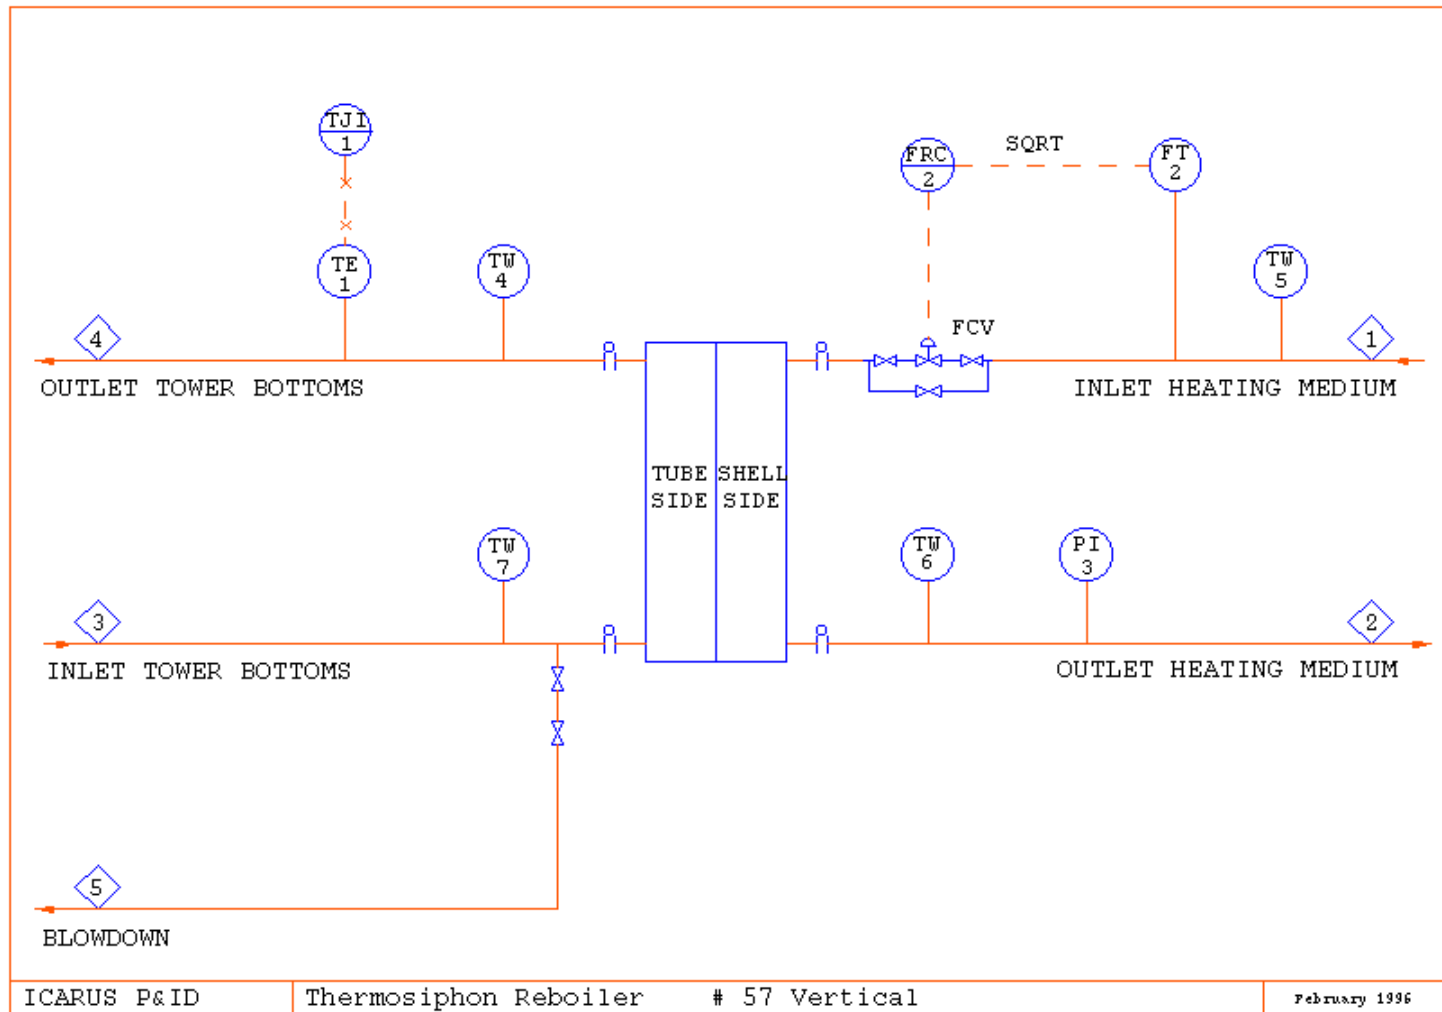 TJI
1
FRC
2
SQRT
FT
2
TE
1
TW
4
TW
5
FCV
4
1
OUTLET TOWER BOTTOMS
INLET HEATING MEDIUM
TUBE SIDE
SHELL SIDE
TW
7
TW
6
PI
3
3
2
INLET TOWER BOTTOMS
OUTLET HEATING MEDIUM
5
BLOWDOWN
ICARUS P&ID
Thermosiphon Reboiler # 57 Vertical
February 1996